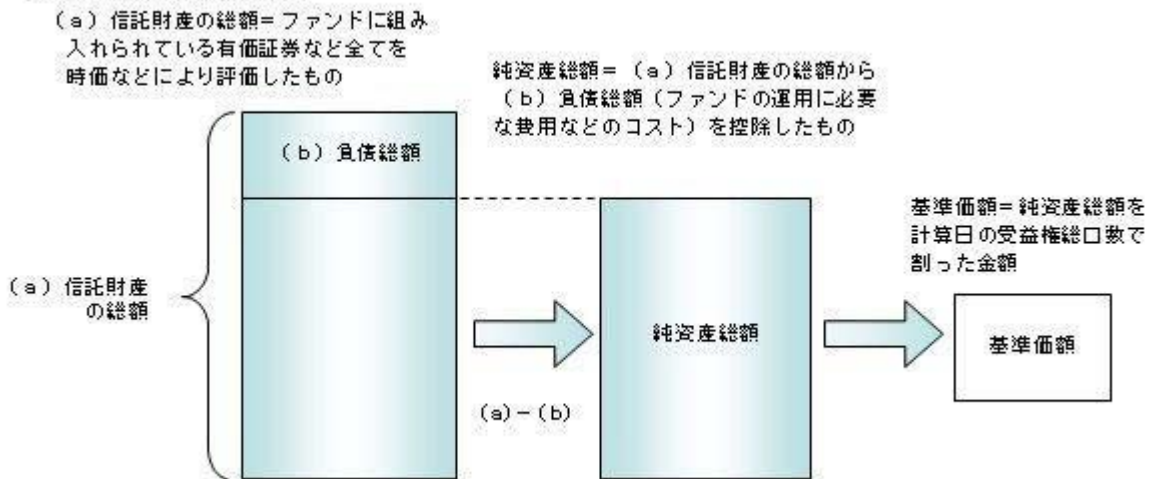 (a) 信託財産の総額=ファンドに組み
入れられている有価証券など全てを
時価などにより評価したもの
純資産総額= (a) 信託財産の総額から
(b) 負債総額(ファンドの運用に必要
な費用などのコスト)を控除したもの
(b) 負債総額
基準価額=純資産総額を
計算日の受益権総口数で
割った金額
(a) 信託財産
の総額
純資産総額
基準価額
(a)-(b)